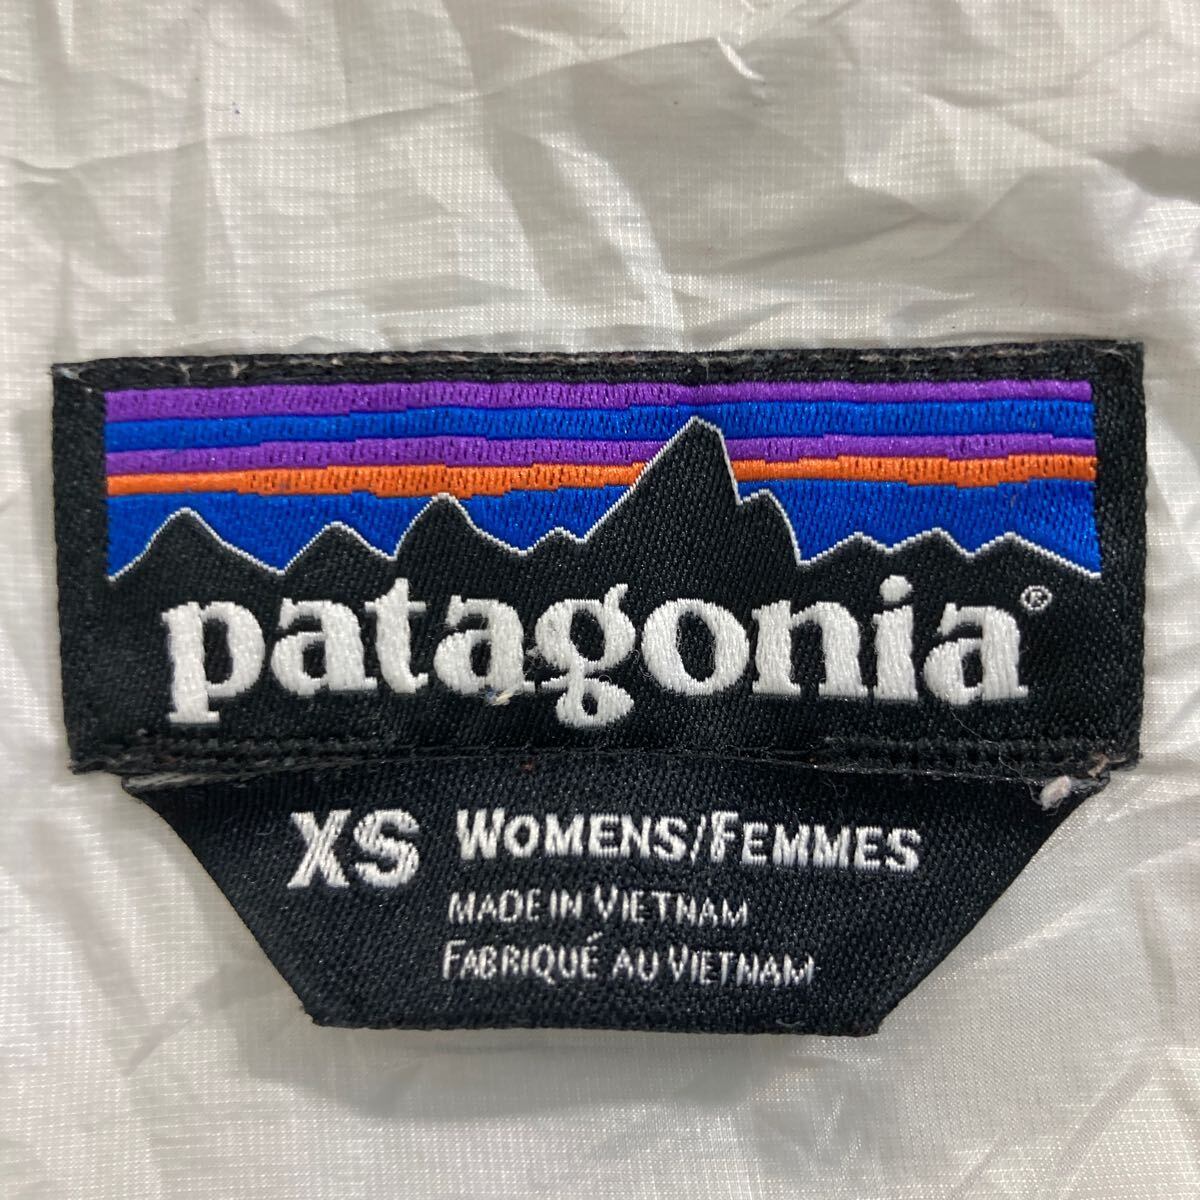 patagonia®
XS WOMENS/FEMMES
MADE IN VIETNAM
FABRIQUÉ AU VIETNAM